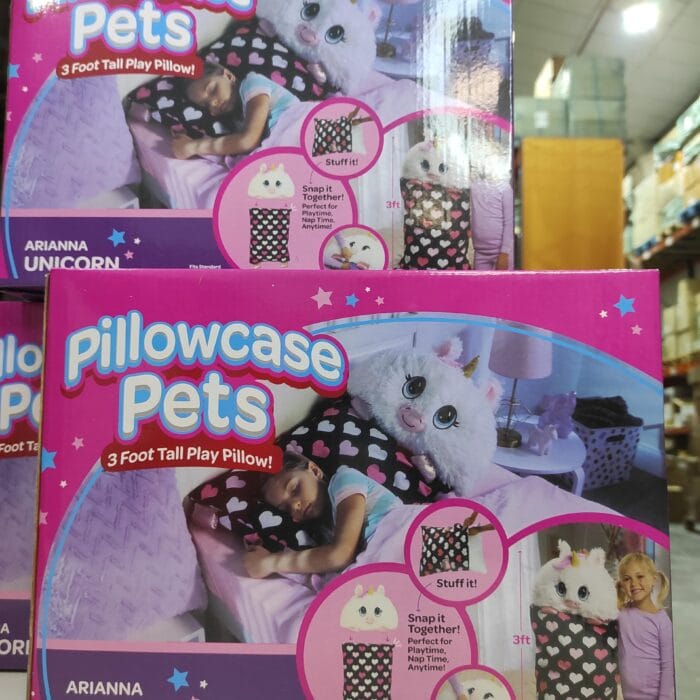 Pets
3 Foot Tall Play Pillow!
Stuff it!
Snap it
Together!
Perfect for
Playtime,
Nap Time,
Anytime!
3ft
ARIANNA
UNICORN
Fits Standard
Pillowcase
Pets
3 Foot Tall Play Pillow!
Stuff it!
Snap it
Together!
Perfect for
Playtime,
Nap Time,
Anytime!
3ft
ARIANNA